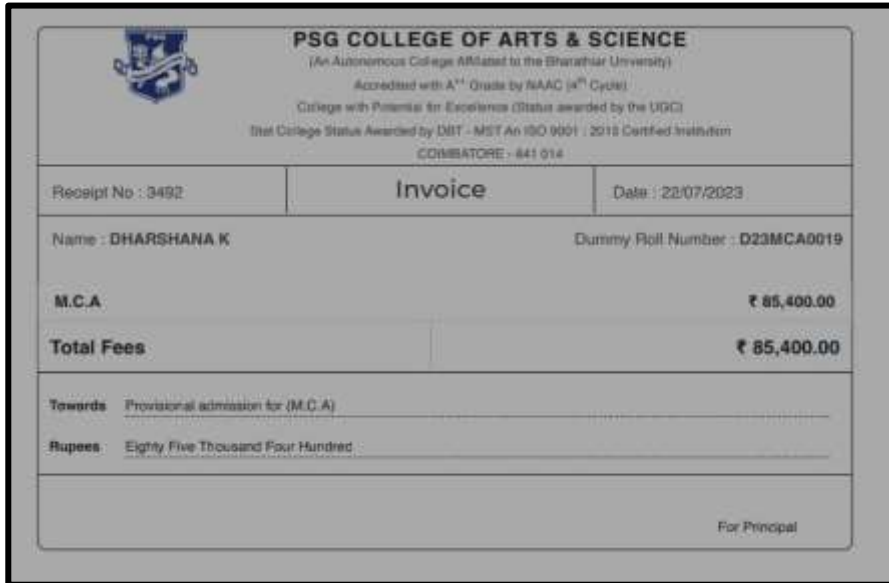 PSG
PSG COLLEGE OF ARTS & SCIENCE
(An Autonomous College Affiliated to the Bharathiar University)
Accredited with A++ Grade by NAAC (4th Cycle)
College with Potential for Excellence (Status awarded by the UGC)
Star College Status Awarded by DBT - MST An ISO 9001 : 2015 Certified Institution
COIMBATORE - 641 014
Receipt No : 3492 Invoice Date : 22/07/2023
Name : DHARSHANA K Dummy Roll Number : D23MCA0019
M.C.A ₹ 85,400.00
Total Fees ₹ 85,400.00
Towards Provisional admission for (M.C.A)
Rupees Eighty Five Thousand Four Hundred
For Principal